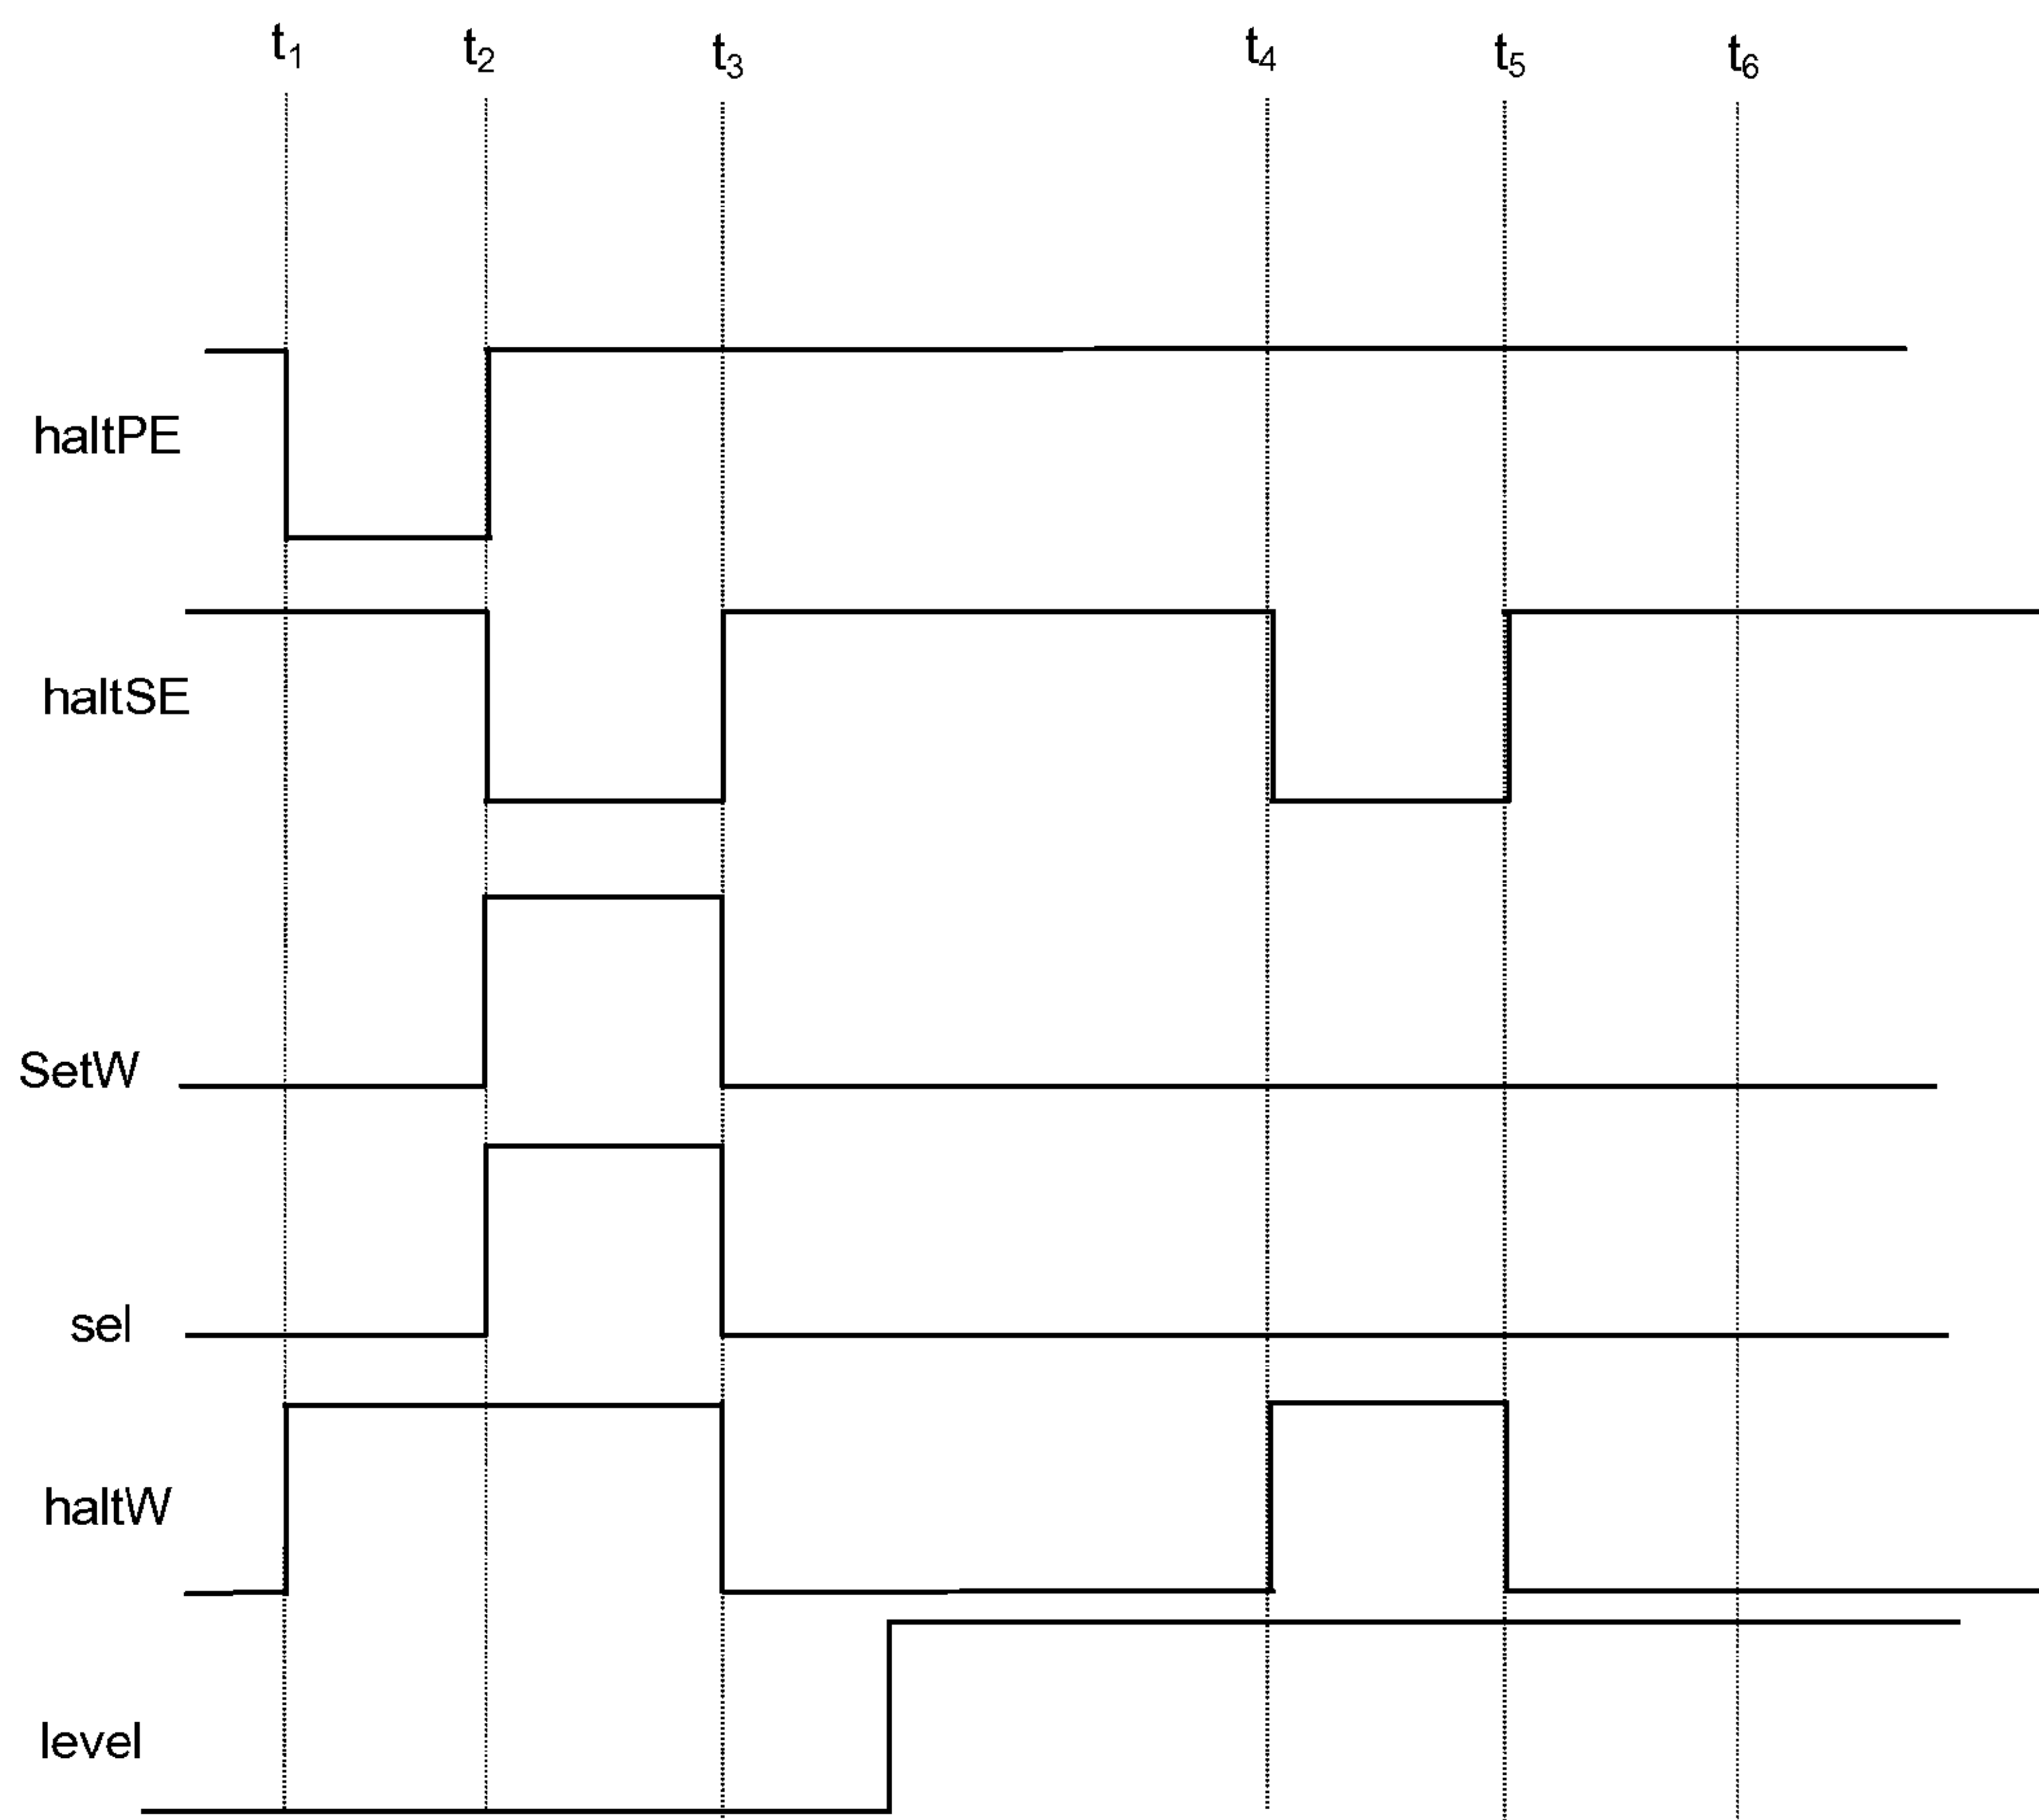 t1 t2 t3 t4 t5 t6
haltPE
haltSE
SetW
sel
haltW
level